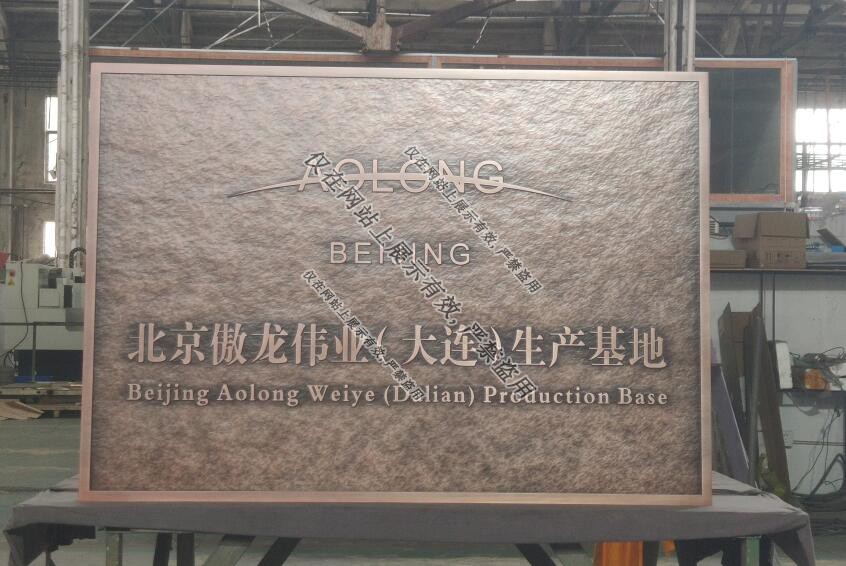 AOLONG
BEIJING
北京傲龙伟业(大连)生产基地
Beijing Aolong Weiye (Dalian) Production Base
仅在网站上展示有效,严禁盗用
仅在网站上展示有效,严禁盗用
仅在网站上展示有效,严禁盗用